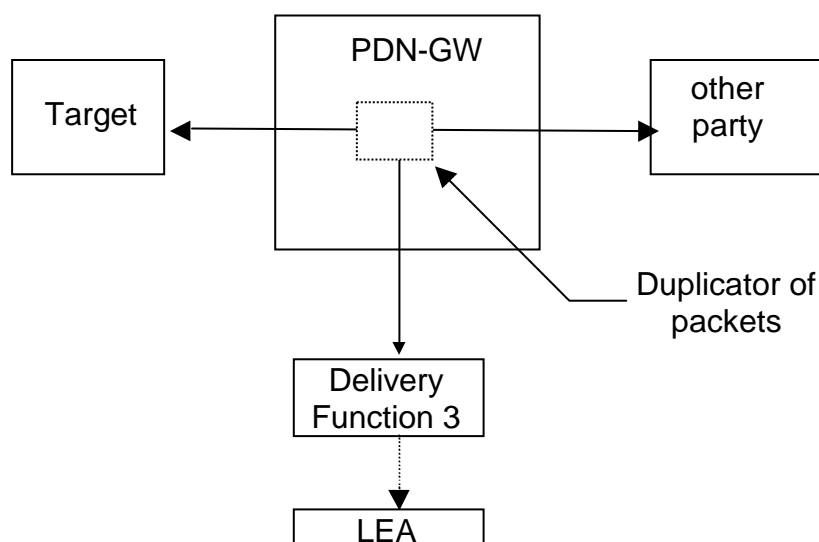 PDN-GW
Target
other
party
Duplicator of
packets
Delivery
Function 3
LEA